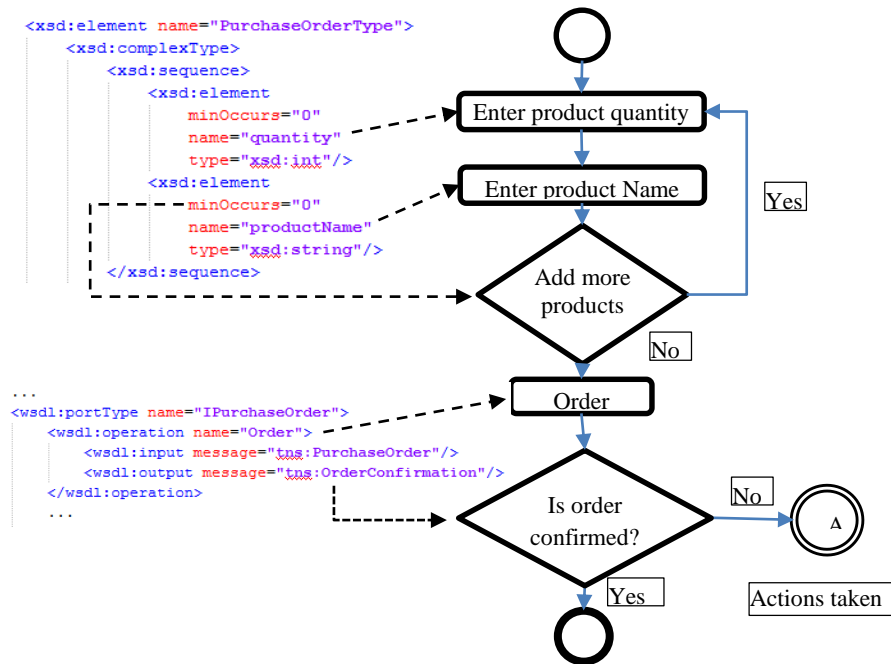 <xsd:element name="PurchaseOrderType">
<xsd:complexType>
<xsd:sequence>
<xsd:element
minOccurs="0"
name="quantity"
type="xsd:int"/>
<xsd:element
minOccurs="0"
name="productName"
type="xsd:string"/>
</xsd:sequence>
Enter product quantity
Enter product Name
Yes
Add more
products
No
...
<wsdl:portType name="IPurchaseOrder">
<wsdl:operation name="Order">
<wsdl:input message="tns:PurchaseOrder"/>
<wsdl:output message="tns:OrderConfirmation"/>
</wsdl:operation>
...
Order
Is order
confirmed?
No
Yes
Actions taken